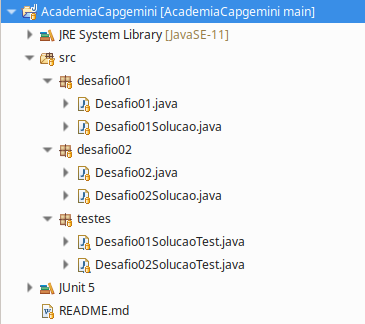 AcademiaCapgemini [AcademiaCapgemini main]
JRE System Library [JavaSE-11]
src
desafio01
Desafio01.java
Desafio01Solucao.java
desafio02
Desafio02.java
Desafio02Solucao.java
testes
Desafio01SolucaoTest.java
Desafio02SolucaoTest.java
JUnit 5
README.md